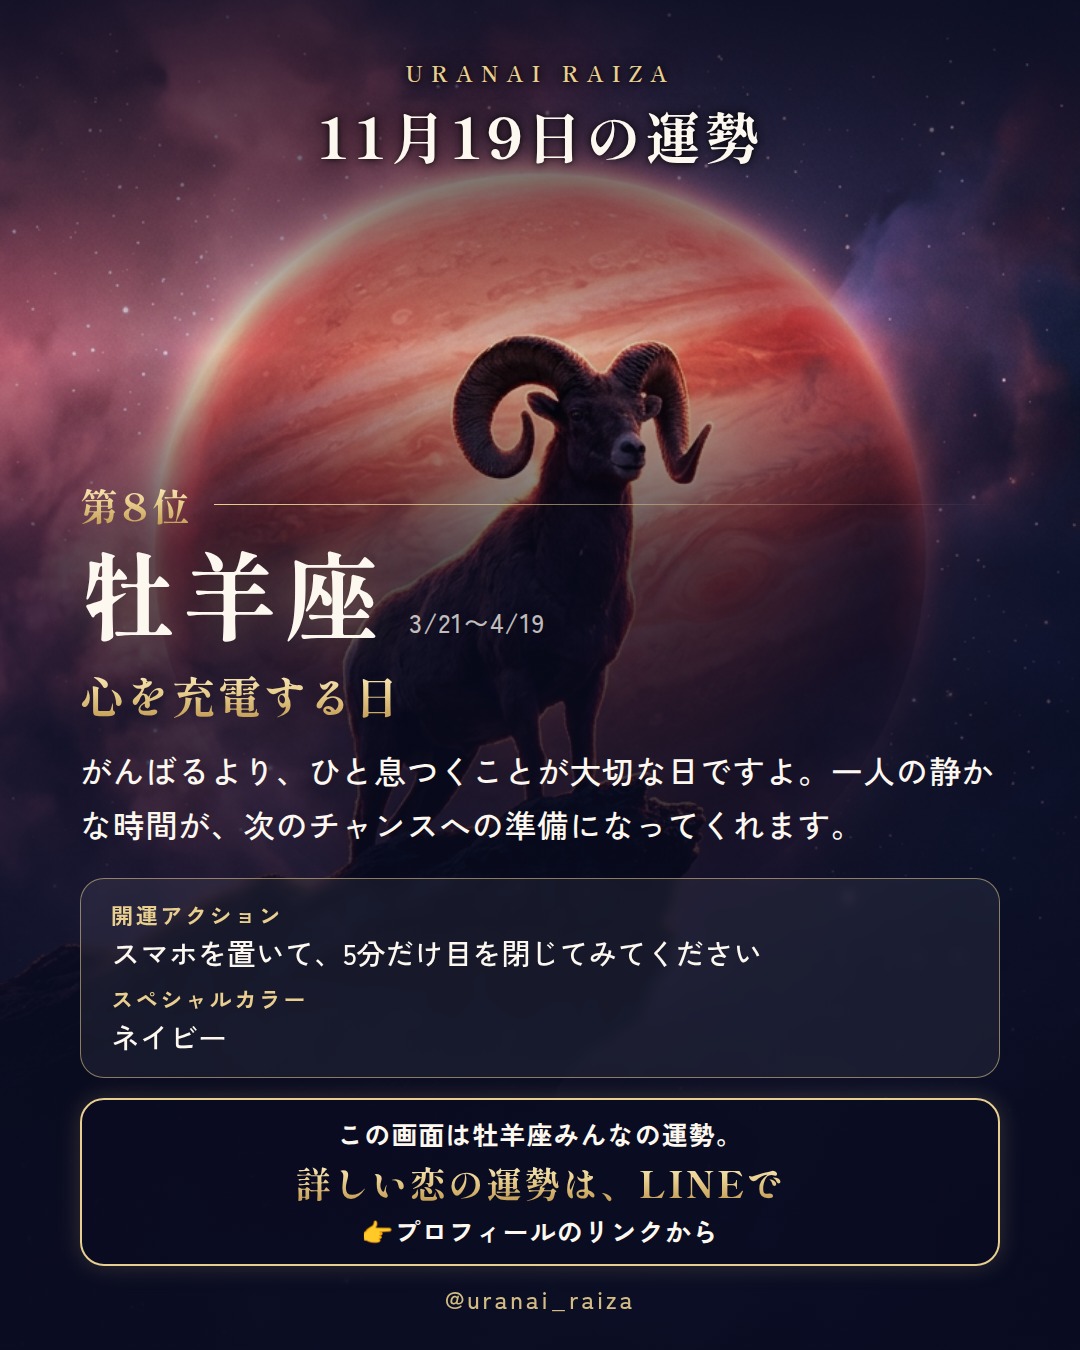 URANAI RAIZA
11月19日の運勢
第8位
牡羊座 3/21〜4/19
心を充電する日
がんばるより、ひと息つくことが大切な日ですよ。一人の静か
な時間が、次のチャンスへの準備になってくれます。
開運アクション
スマホを置いて、5分だけ目を閉じてみてください
スペシャルカラー
ネイビー
この画面は牡羊座みんなの運勢。
詳しい恋の運勢は、LINEで
👉プロフィールのリンクから
@uranai_raiza